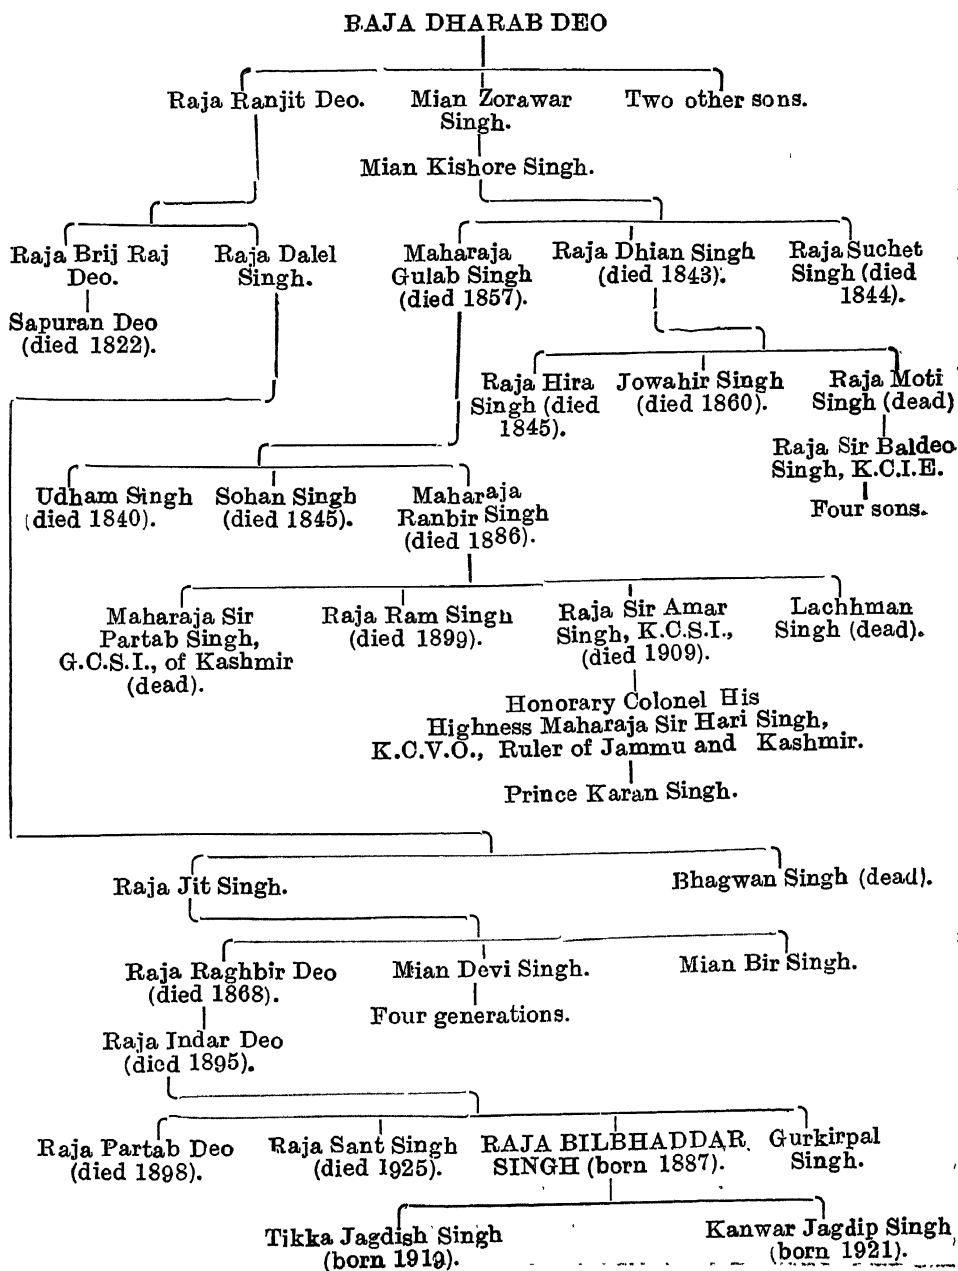 RAJA DHARAB DEO
Raja Ranjit Deo.
Mian Zorawar
Singh.
Two other sons.
Mian Kishore Singh.
Raja Brij Raj
Deo.
Raja Dalel
Singh.
Maharaja
Gulab Singh
(died 1857).
Raja Dhian Singh
(died 1843).
Raja Suchet
Singh (died
1844).
Sapuran Deo
(died 1822).
Raja Hira
Singh (died
1845).
Jowahir Singh
(died 1860).
Raja Moti
Singh (dead)
Raja Sir Baldeo
Singh, K.C.I.E.
Four sons.
Udham Singh
(died 1840).
Sohan Singh
(died 1845).
Maharaja
Ranbir Singh
(died 1886).
Maharaja Sir
Partab Singh,
G.C.S.I., of Kashmir
(dead).
Raja Ram Singh
(died 1899).
Raja Sir Amar
Singh, K.C.S.I.,
(died 1909).
Lachhman
Singh (dead).
Honorary Colonel His
Highness Maharaja Sir Hari Singh,
K.C.V.O., Ruler of Jammu and Kashmir.
Prince Karan Singh.
Raja Jit Singh.
Bhagwan Singh (dead).
Raja Raghbir Deo
(died 1868).
Mian Devi Singh.
Mian Bir Singh.
Four generations.
Raja Indar Deo
(died 1895).
Raja Partab Deo
(died 1898).
Raja Sant Singh
(died 1925).
RAJA BILBHADDAR
SINGH (born 1887).
Gurkirpal
Singh.
Tikka Jagdish Singh
(born 1919).
Kanwar Jagdip Singh
(born 1921).